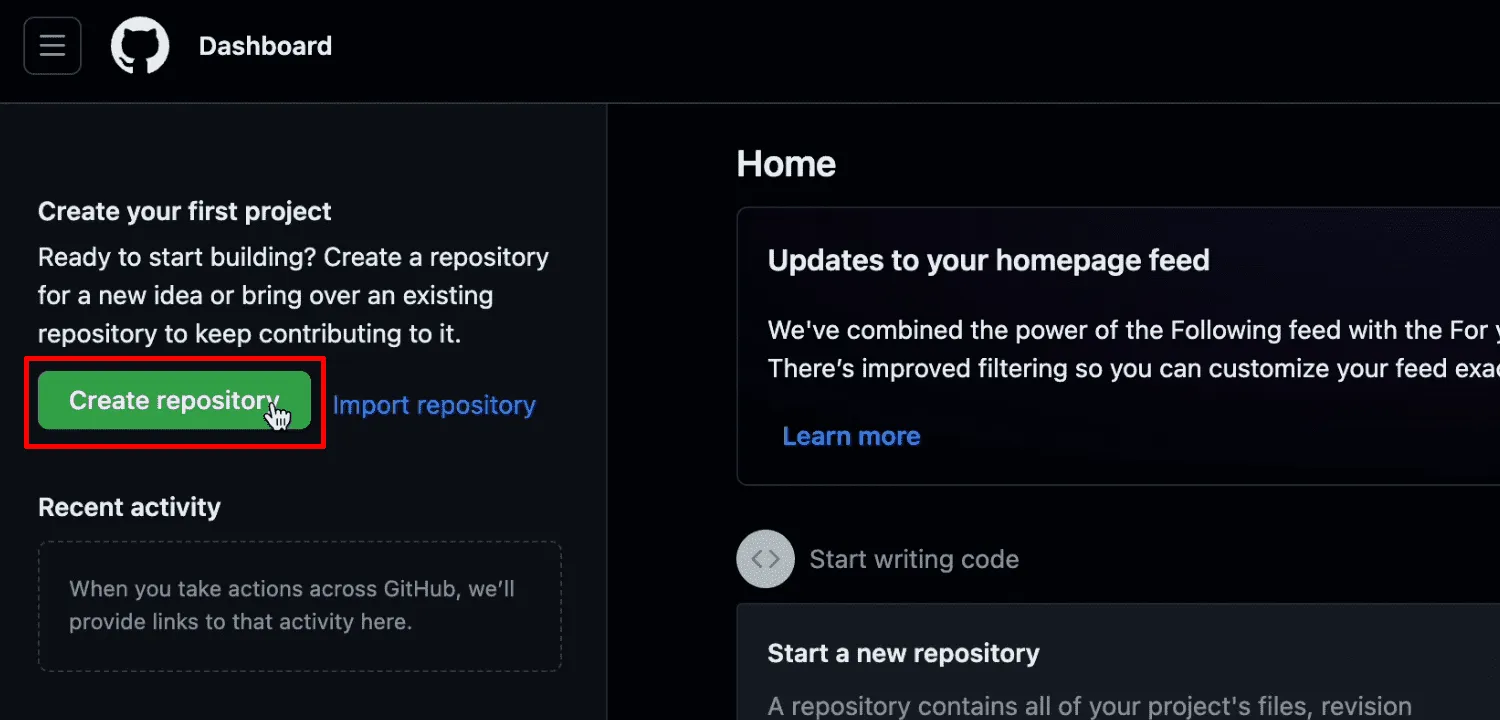 Dashboard
Create your first project
Ready to start building? Create a repository
for a new idea or bring over an existing
repository to keep contributing to it.
Create repository
Import repository
Recent activity
When you take actions across GitHub, we’ll
provide links to that activity here.
Home
Updates to your homepage feed
We've combined the power of the Following feed with the For
There’s improved filtering so you can customize your feed
Learn more
Start writing code
Start a new repository
A repository contains all of your project's files, revision